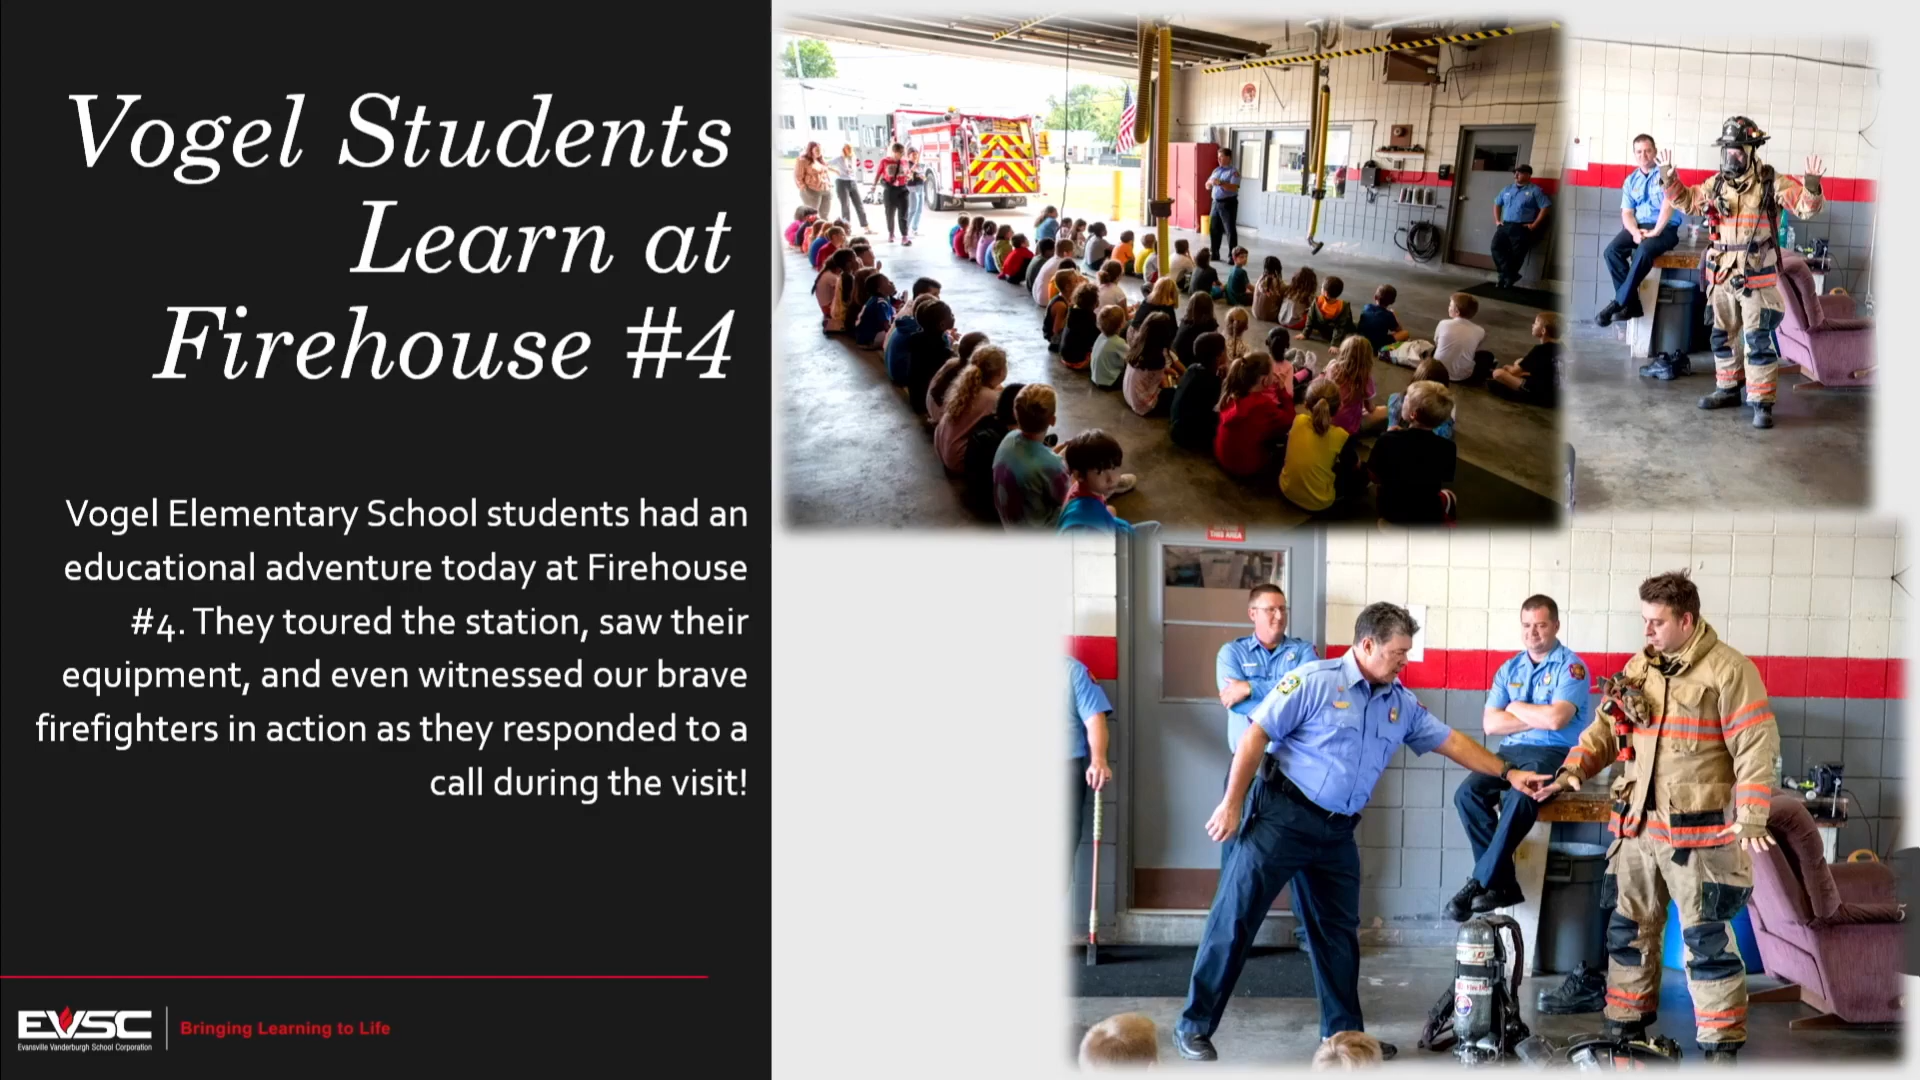 Vogel Students
Learn at
Firehouse #4
Vogel Elementary School students had an
educational adventure today at Firehouse
#4. They toured the station, saw their
equipment, and even witnessed our brave
firefighters in action as they responded to a
call during the visit!
EVSC
Evansville Vanderburgh School Corporation
Bringing Learning to Life
THIS AREA